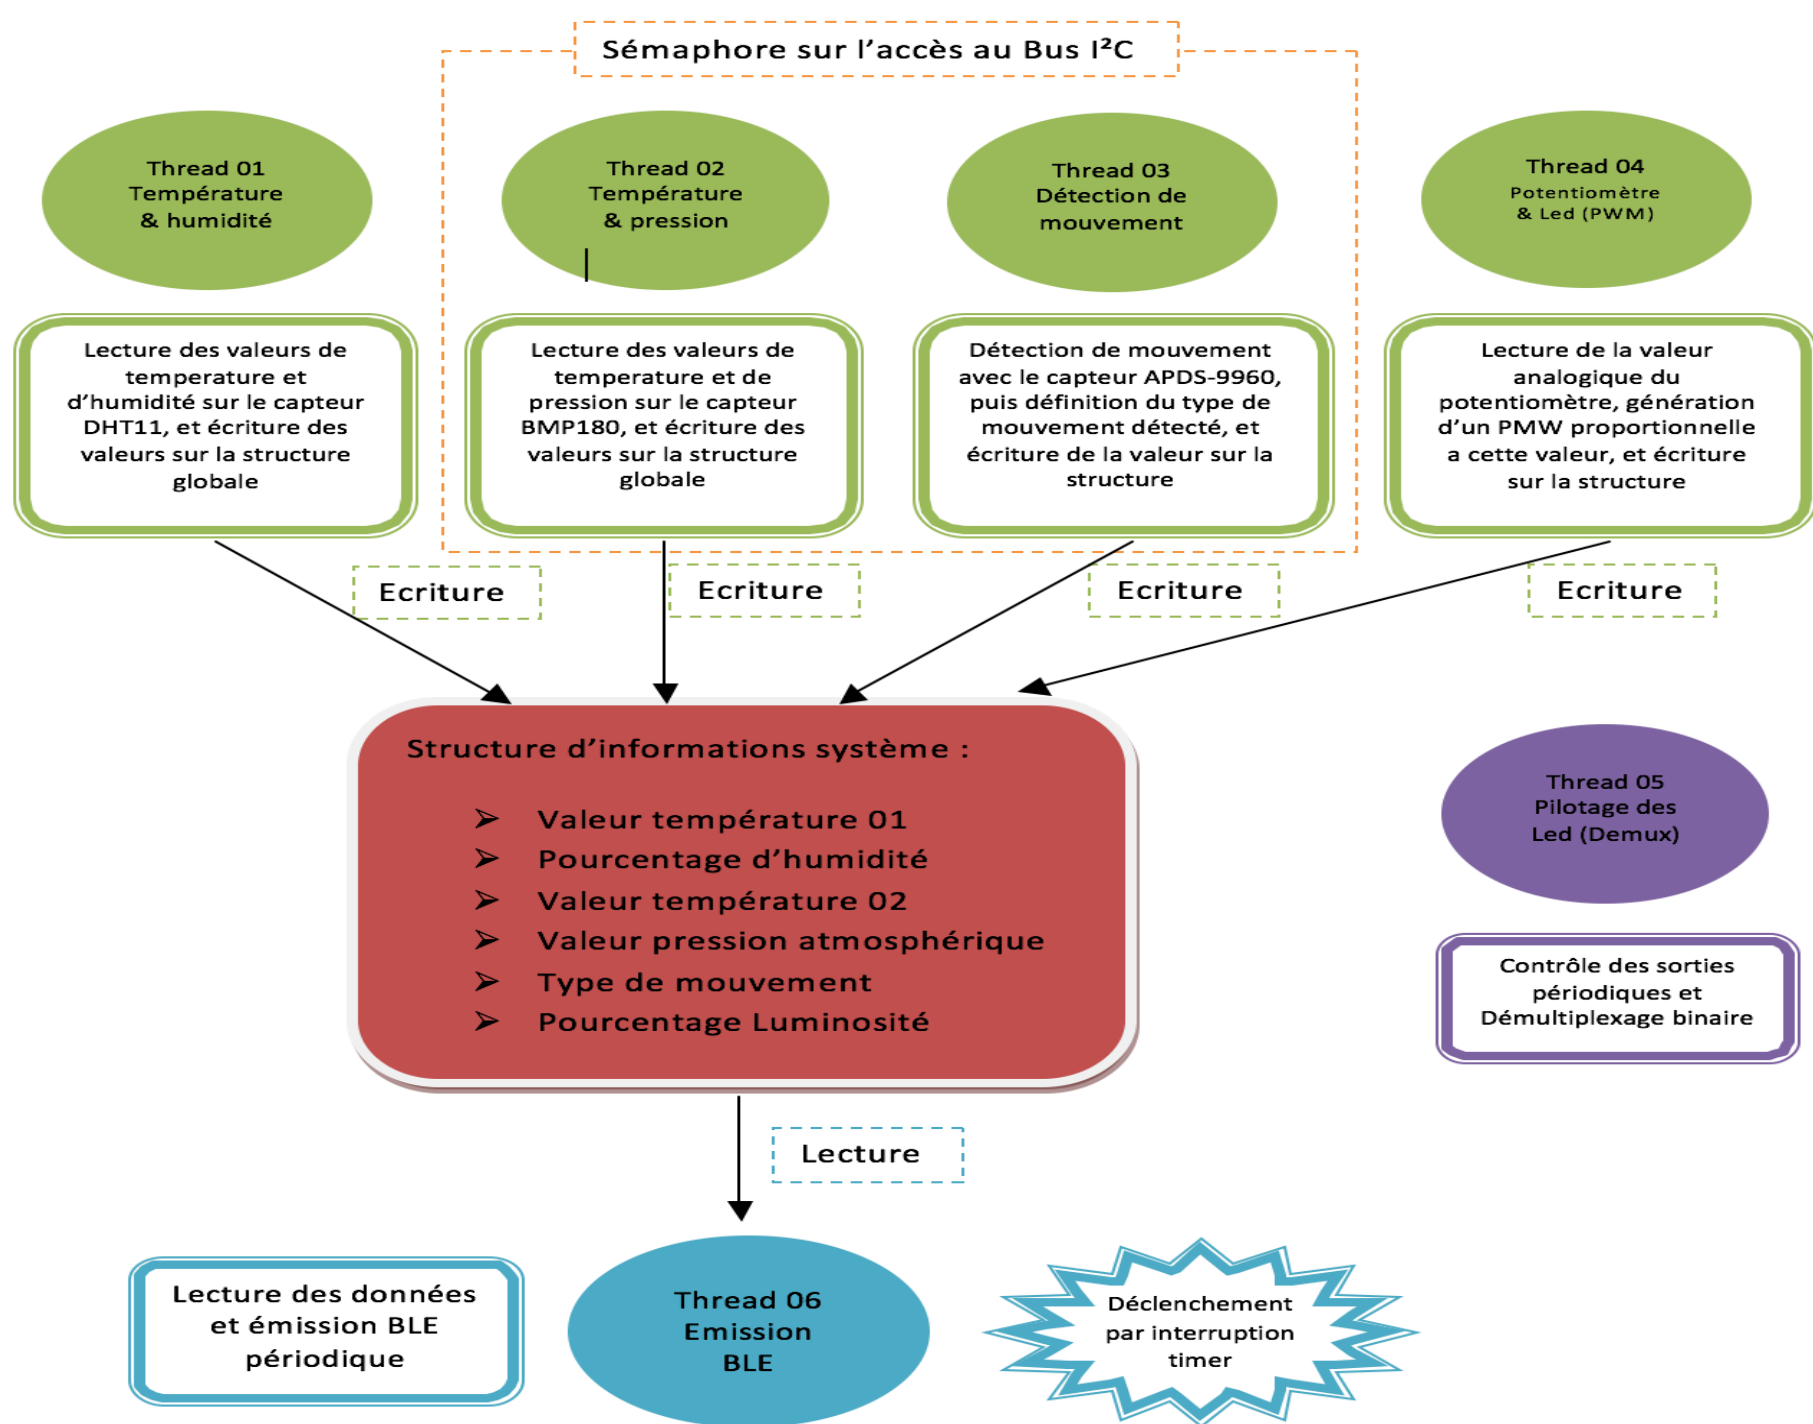 Sémaphore sur l'accès au Bus I²C
Thread 01
Température
& humidité
Thread 02
Température
& pression
Thread 03
Détection de
mouvement
Thread 04
Potentiomètre
& Led (PWM)
Lecture des valeurs de
temperature et
d'humidité sur le capteur
DHT11, et écriture des
valeurs sur la structure
globale
Lecture des valeurs de
temperature et de
pression sur le capteur
BMP180, et écriture des
valeurs sur la structure
globale
Détection de mouvement
avec le capteur APDS-9960,
puis définition du type de
mouvement détecté, et
écriture de la valeur sur la
structure
Lecture de la valeur
analogique du
potentiomètre, génération
d'un PMW proportionnelle
a cette valeur, et écriture
sur la structure
Ecriture
Ecriture
Ecriture
Ecriture
Structure d'informations système :
➢ Valeur température 01
➢ Pourcentage d'humidité
➢ Valeur température 02
➢ Valeur pression atmosphérique
➢ Type de mouvement
➢ Pourcentage Luminosité
Thread 05
Pilotage des
Led (Demux)
Contrôle des sorties
périodiques et
Démultiplexage binaire
Lecture
Lecture des données
et émission BLE
périodique
Thread 06
Emission
BLE
Déclenchement
par interruption
timer